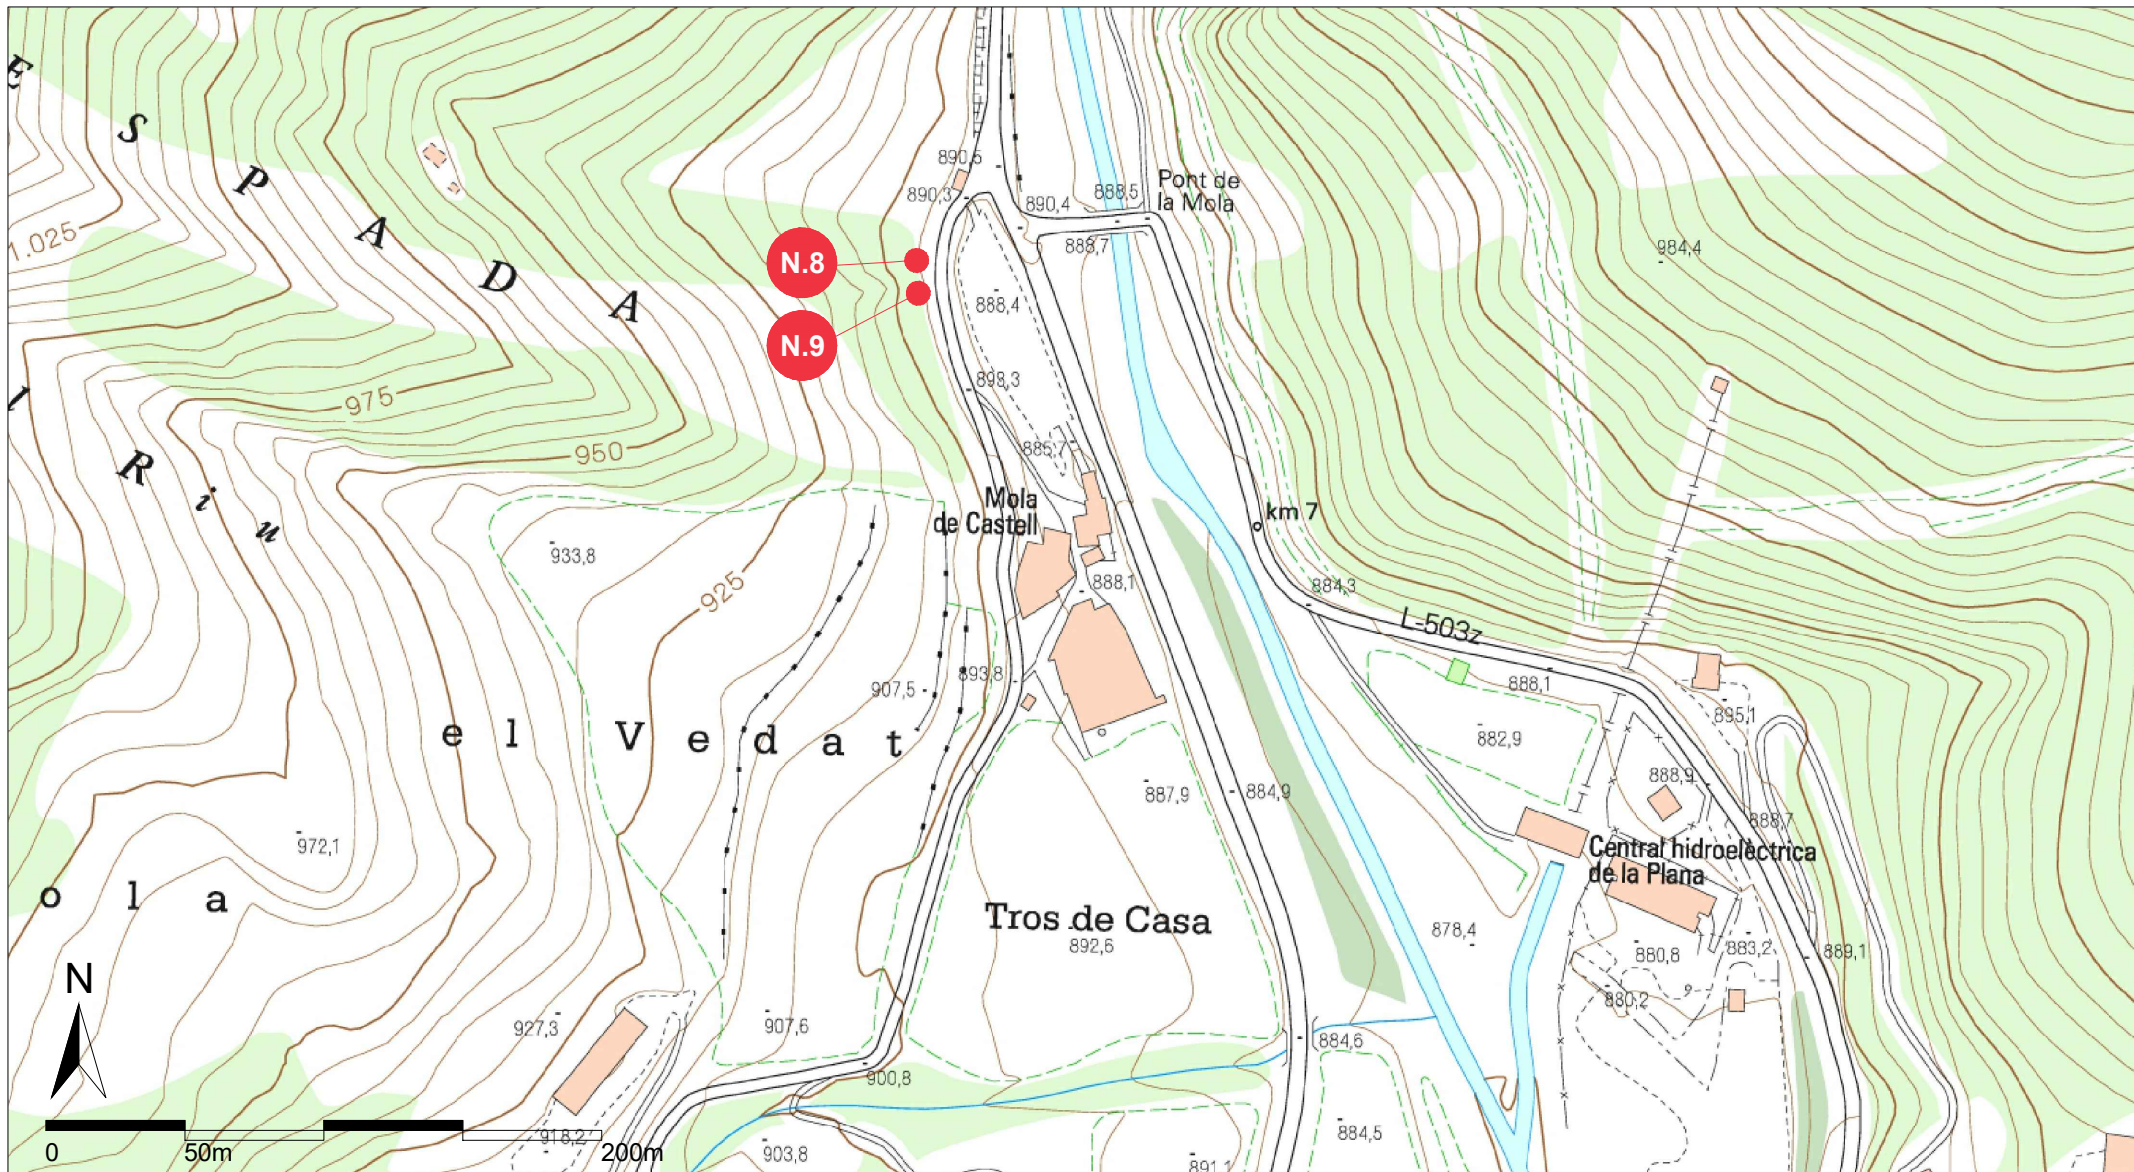 E S P A D A
l R i u
o l a
1.025
975
950
925
N.8
N.9
890,5
890,3
890,4
888,5
Pont de
la Mola
888,7
984,4
888,4
898,3
885,7
Mola
de Castell
km 7
933,8
888,1
884,3
L-503z
907,5
893,8
888,1
895,1
e l V e d a t
882,9
888,9
887,9
884,9
888,7
972,1
Central hidroelèctrica
de la Plana
Tros de Casa
892,6
878,4
880,8
883,2
889,1
880,2
927,3
907,6
884,6
900,8
N
918,2
903,8
884,5
891,1
0 50m 200m